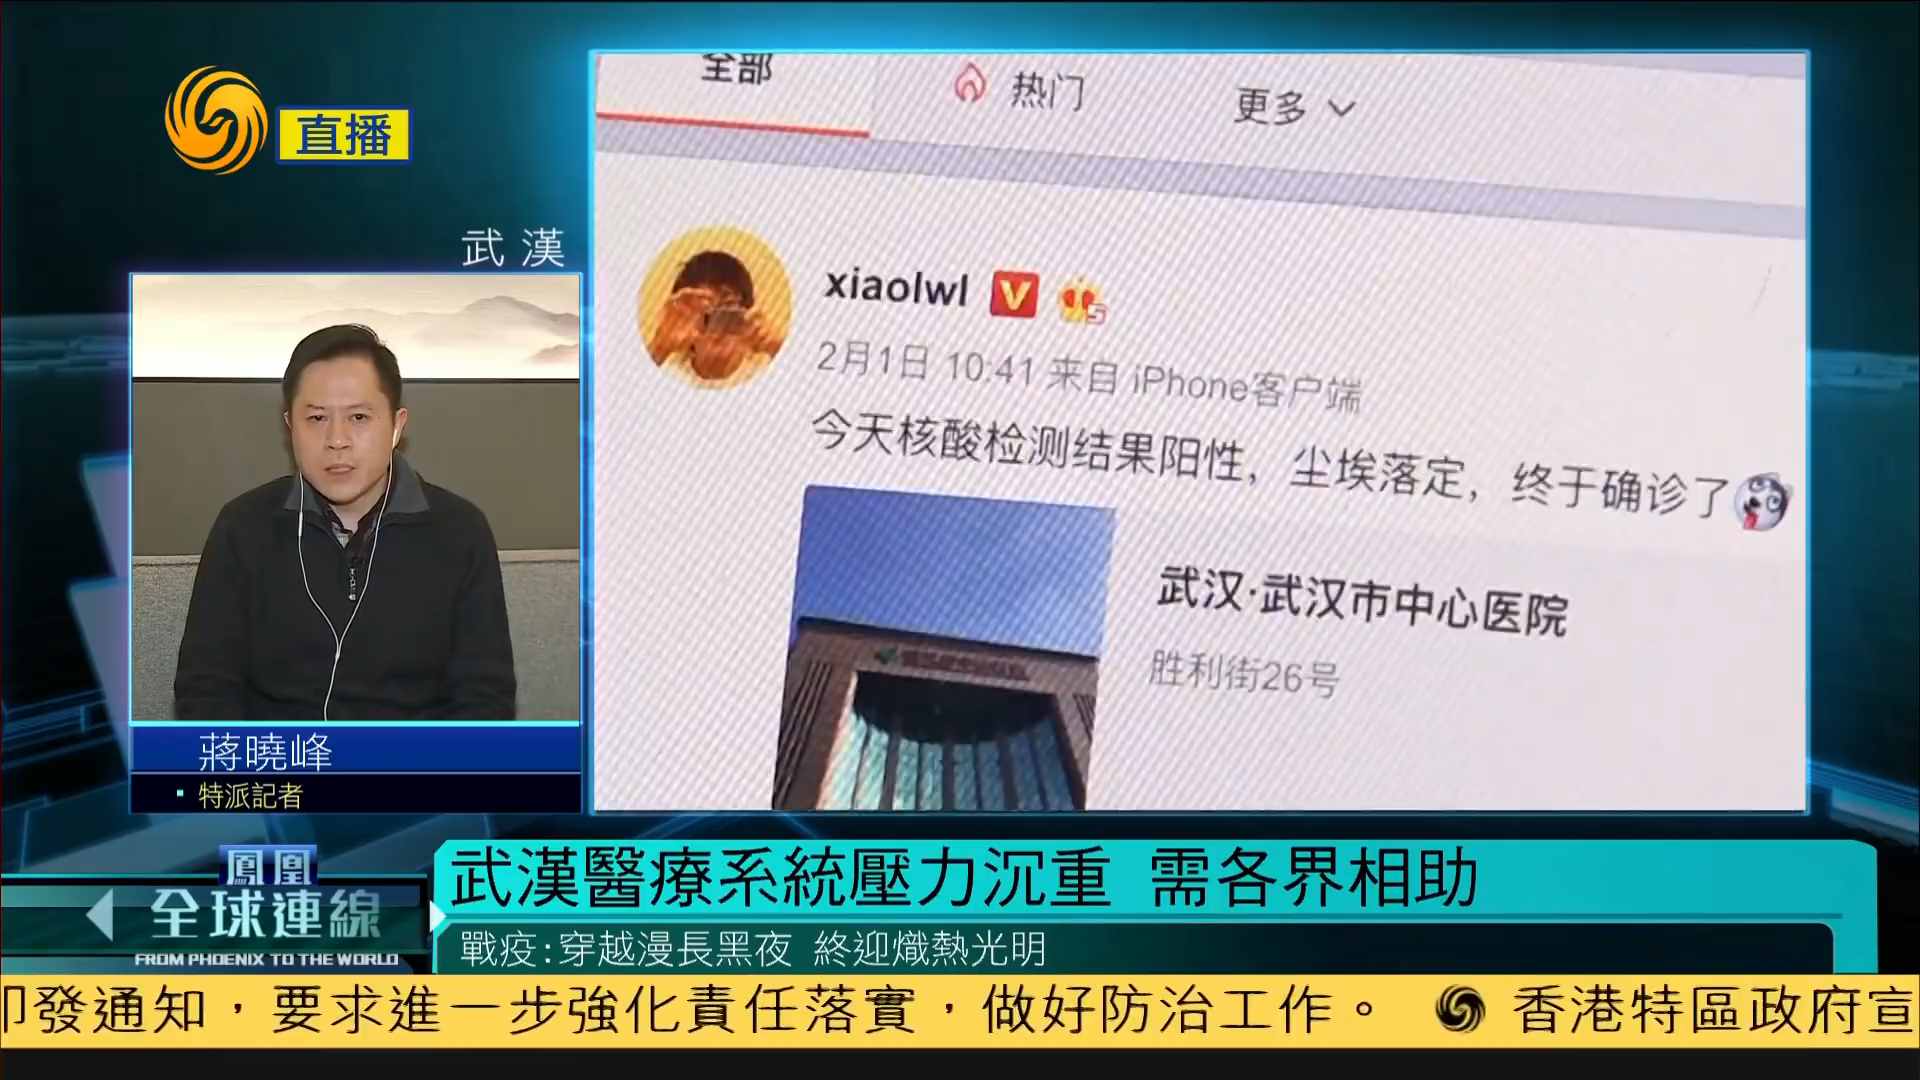 直播
武漢
蔣曉峰
特派記者
全部
热门
更多
xiaolwl
2月1日 10:41 来自 iPhone客户端
今天核酸检测结果阳性，尘埃落定，终于确诊了
武汉·武汉市中心医院
胜利街26号
鳳凰
全球連線
FROM PHOENIX TO THE WORLD
武漢醫療系統壓力沉重 需各界相助
戰疫：穿越漫長黑夜 終迎熾熱光明
印發通知，要求進一步強化責任落實，做好防治工作。 香港特區政府宣